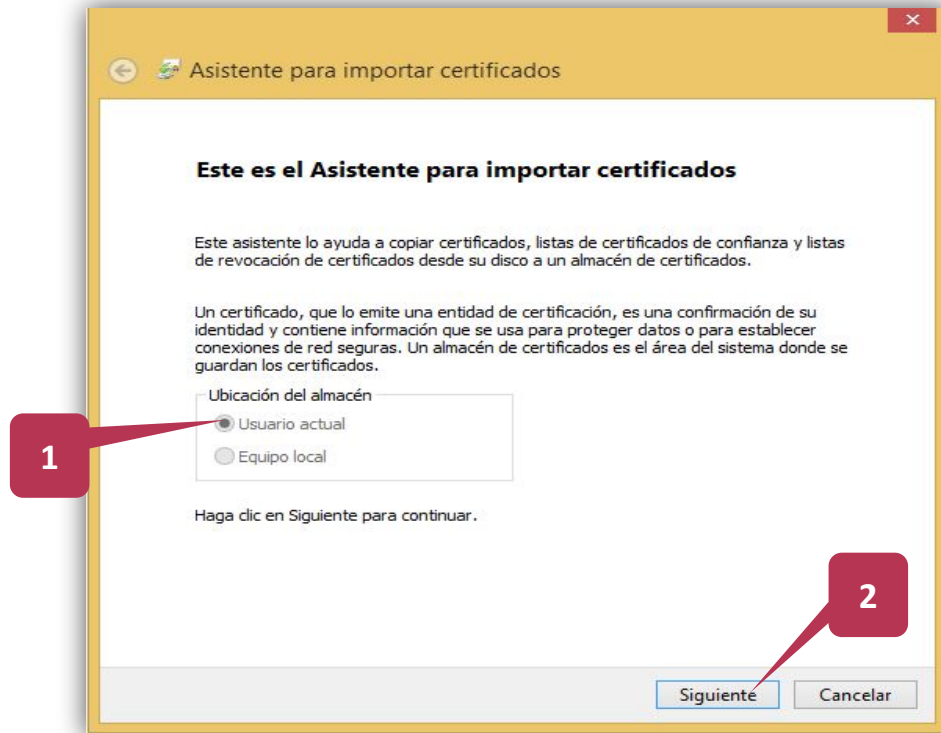 ×
Asistente para importar certificados
Este es el Asistente para importar certificados
Este asistente lo ayuda a copiar certificados, listas de certificados de confianza y listas
de revocación de certificados desde su disco a un almacén de certificados.
Un certificado, que lo emite una entidad de certificación, es una confirmación de su
identidad y contiene información que se usa para proteger datos o para establecer
conexiones de red seguras. Un almacén de certificados es el área del sistema donde se
guardan los certificados.
Ubicación del almacén
Usuario actual
1
Equipo local
Haga clic en Siguiente para continuar.
2
Siguiente
Cancelar